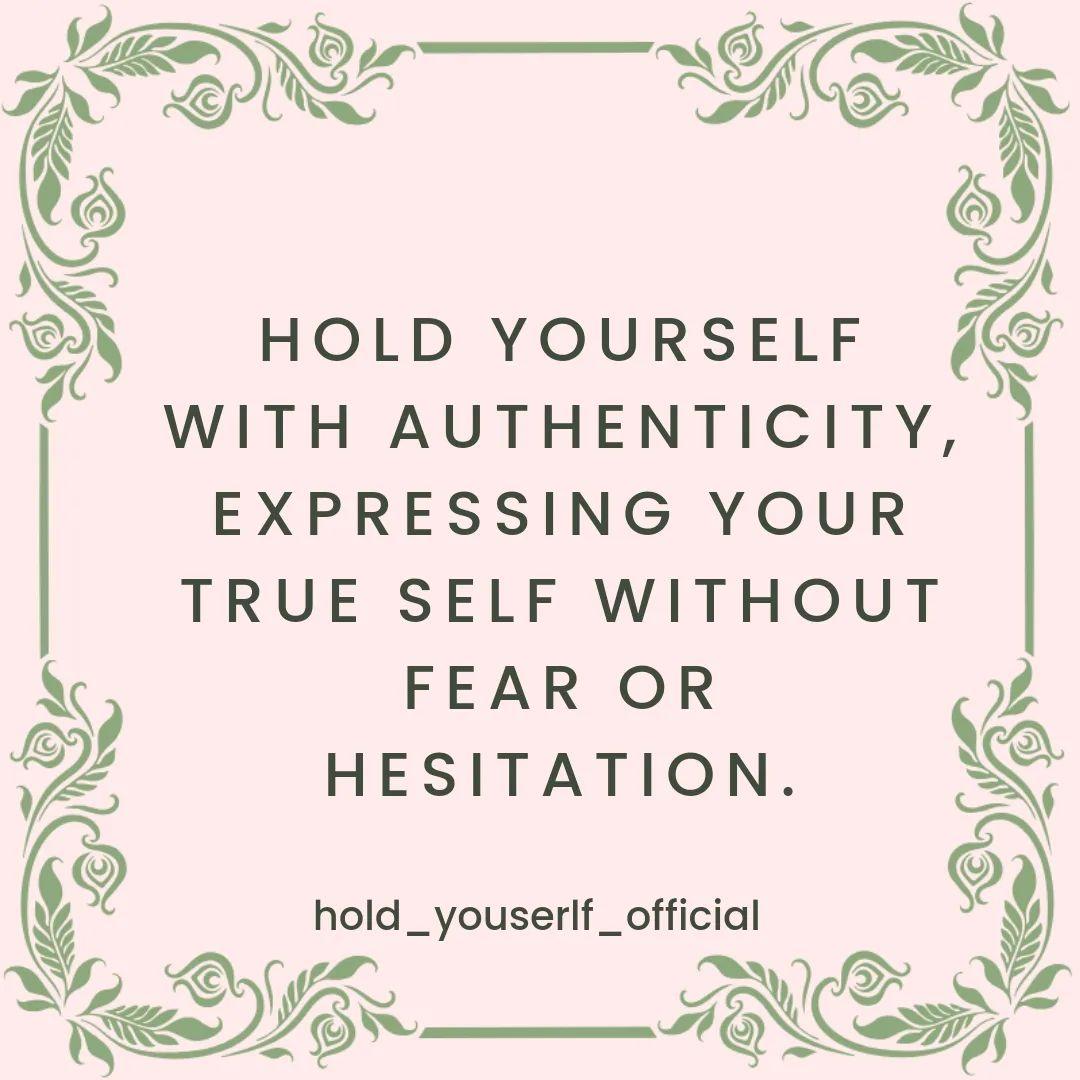 HOLD YOURSELF
WITH AUTHENTICITY,
EXPRESSING YOUR
TRUE SELF WITHOUT
FEAR OR
HESITATION.
hold_youserlf_official